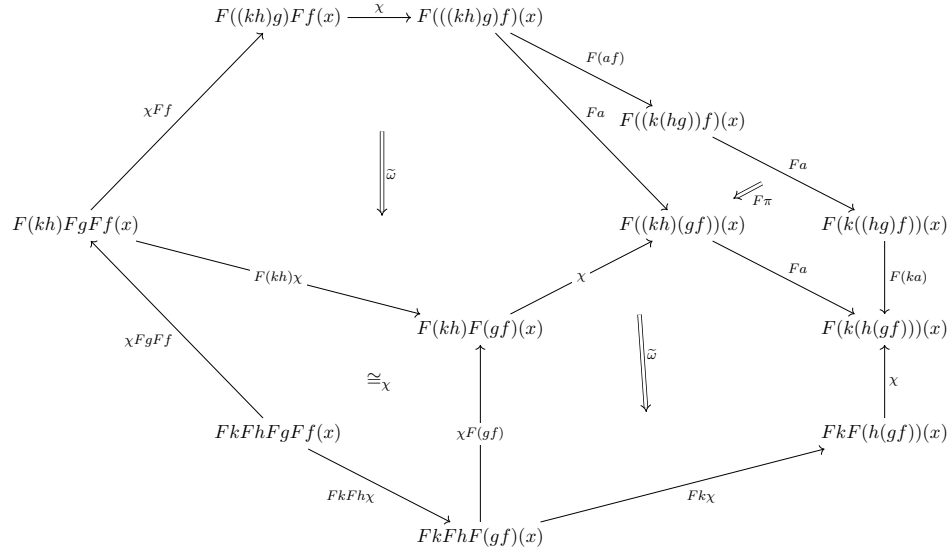 F((kh)g)Ff(x) χ F(((kh)g)f)(x)
F(af)
χFf
Fa
F((k(hg))f)(x)
ω̃
Fa
Fπ
F(kh)FgFf(x) F((kh)(gf))(x) F(k((hg)f))(x)
F(kh)χ χ Fa F(ka)
F(kh)F(gf)(x) F(k(h(gf)))(x)
χFgFf
ω̃
≅χ
χ
FkFhFgFf(x) χF(gf) FkF(h(gf))(x)
FkFhχ Fkχ
FkFhF(gf)(x)